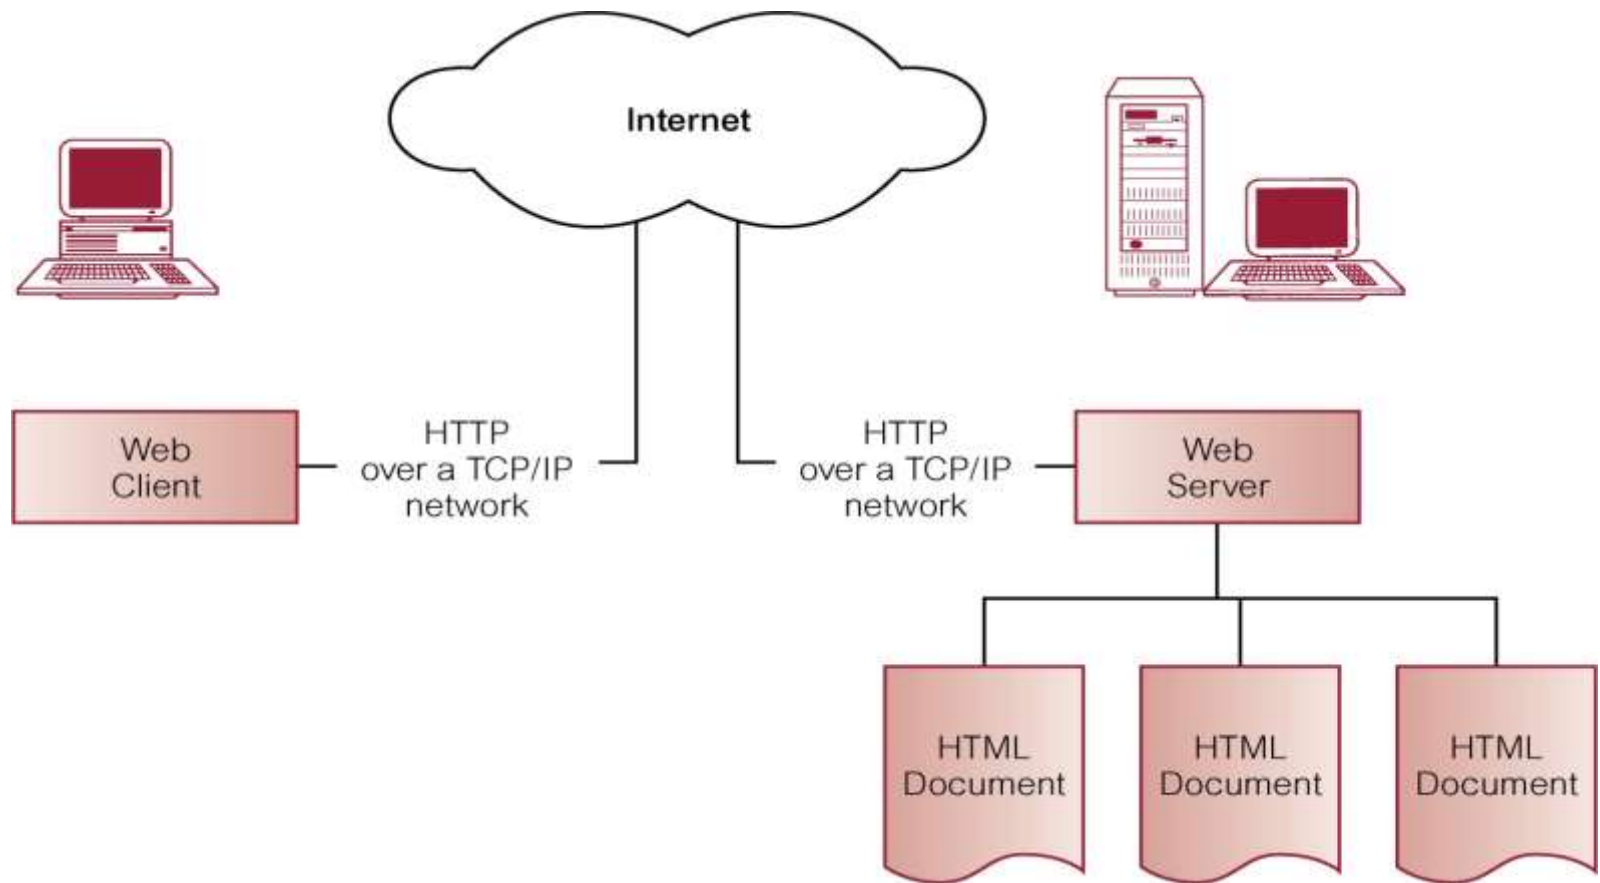 Internet
Web
Client
HTTP
over a TCP/IP
network
HTTP
over a TCP/IP
network
Web
Server
HTML
Document
HTML
Document
HTML
Document